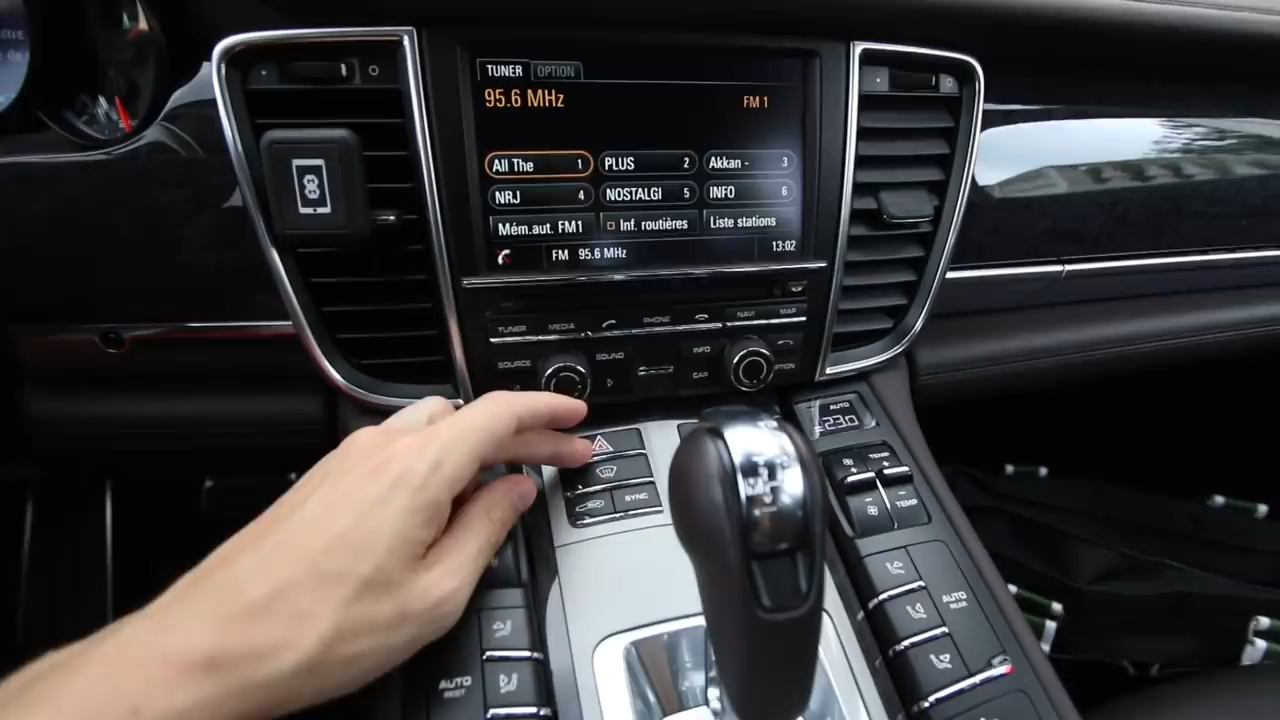 TUNER OPTION
95.6 MHz FM 1
All The 1 PLUS 2 Akkan - 3
NRJ 4 NOSTALGI 5 INFO 6
Mém.aut. FM1 Inf. routières Liste stations
FM 95.6 MHz 13:02
TUNER MEDIA PHONE NAVI MAP
SOURCE SOUND INFO
CAR
AUTO
23.0
TEMP
SYNC
TEMP
AUTO
REAR
AUTO
REST